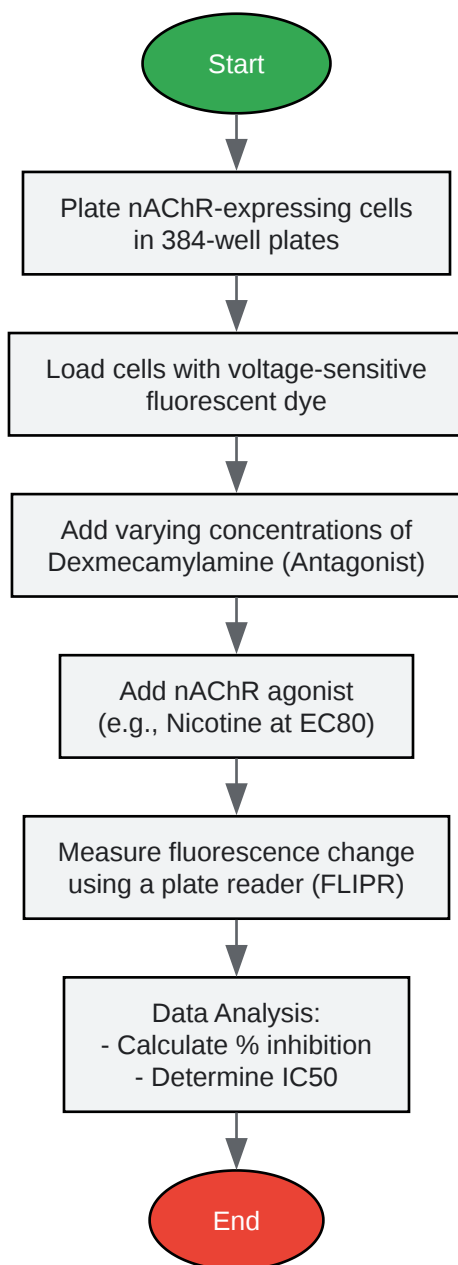 Start
Plate nAChR-expressing cells
in 384-well plates
Load cells with voltage-sensitive
fluorescent dye
Add varying concentrations of
Dexmecamylamine (Antagonist)
Add nAChR agonist
(e.g., Nicotine at EC80)
Measure fluorescence change
using a plate reader (FLIPR)
Data Analysis:
- Calculate % inhibition
- Determine IC50
End